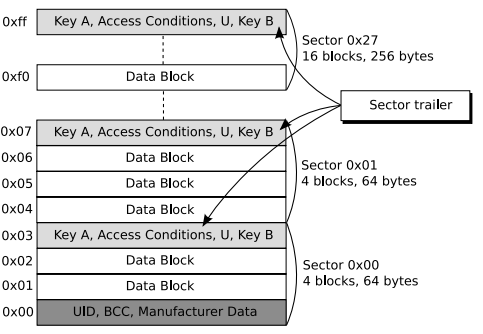 0xff
Key A, Access Conditions, U, Key B
Sector 0x27
16 blocks, 256 bytes
0xf0
Data Block
Sector trailer
0x07
Key A, Access Conditions, U, Key B
0x06
Data Block
Sector 0x01
4 blocks, 64 bytes
0x05
Data Block
0x04
Data Block
0x03
Key A, Access Conditions, U, Key B
0x02
Data Block
Sector 0x00
4 blocks, 64 bytes
0x01
Data Block
0x00
UID, BCC, Manufacturer Data